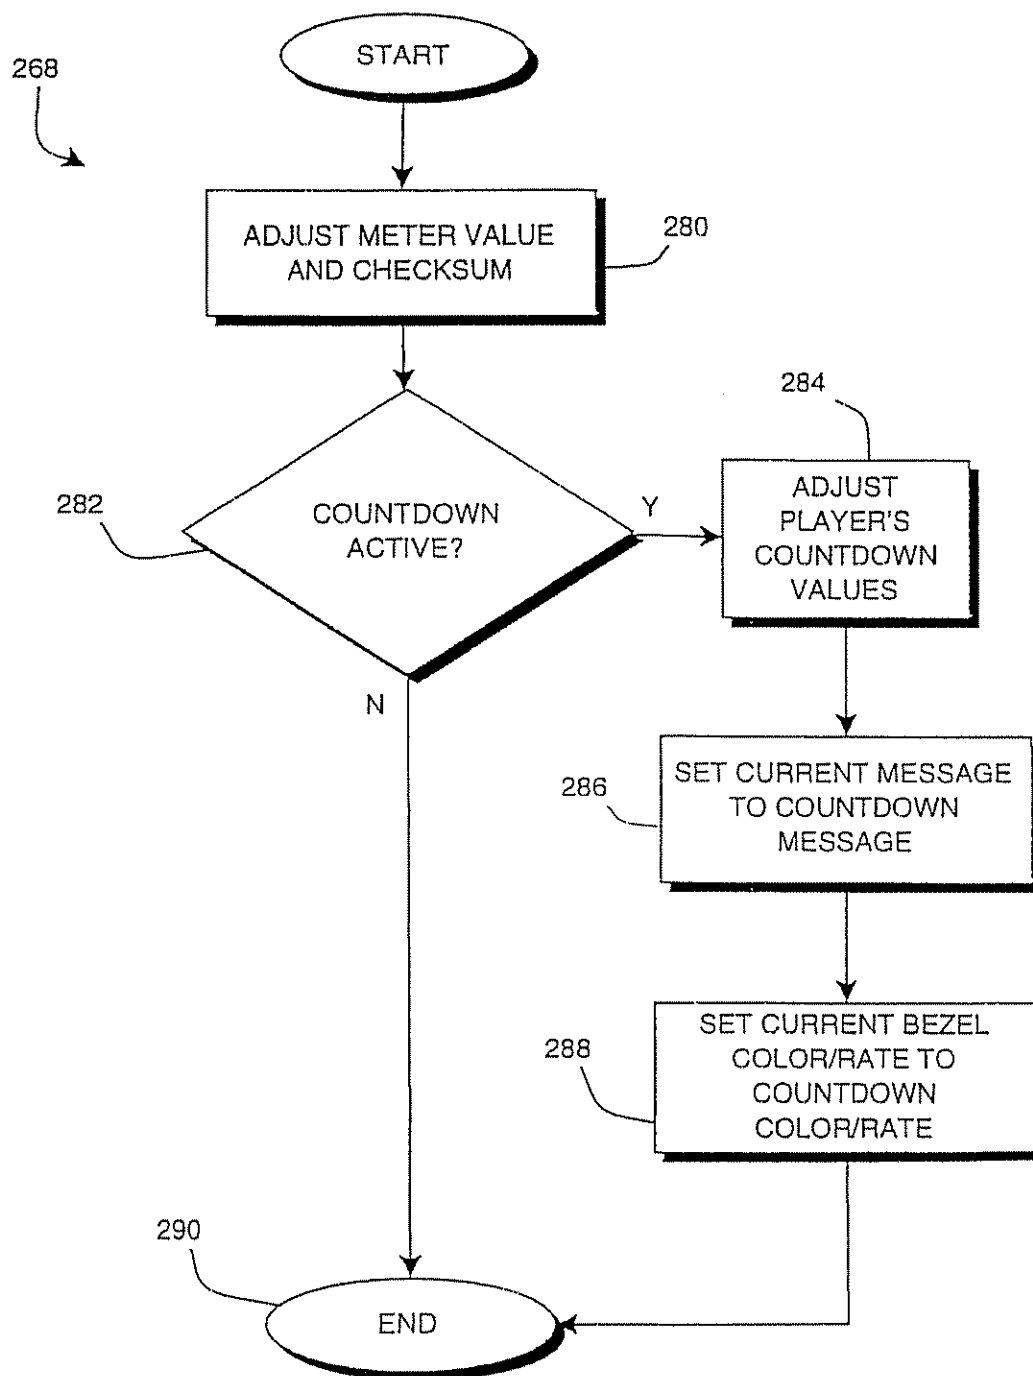 START
268
ADJUST METER VALUE
AND CHECKSUM
280
284
282
COUNTDOWN
ACTIVE?
Y
ADJUST
PLAYER'S
COUNTDOWN
VALUES
N
286
SET CURRENT MESSAGE
TO COUNTDOWN
MESSAGE
288
SET CURRENT BEZEL
COLOR/RATE TO
COUNTDOWN
COLOR/RATE
290
END